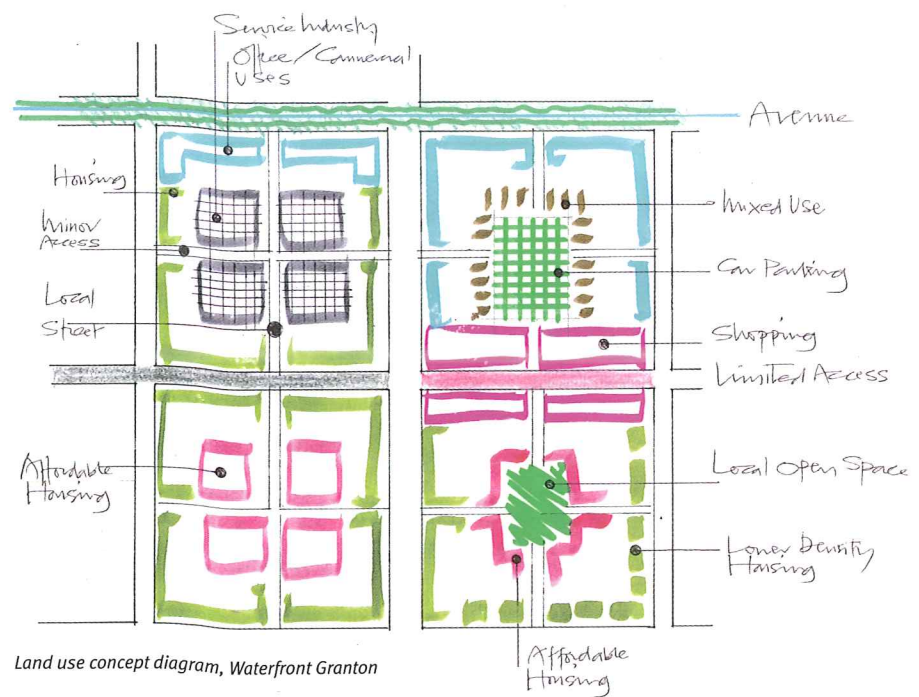 Service Industry
Office/Commercial
Uses
Avenue
Housing
Minor
Access
Local
Street
Affordable
Housing
Mixed Use
Car Parking
Shopping
Limited Access
Local Open Space
Lower Density
Housing
Affordable
Housing
Land use concept diagram, Waterfront Granton